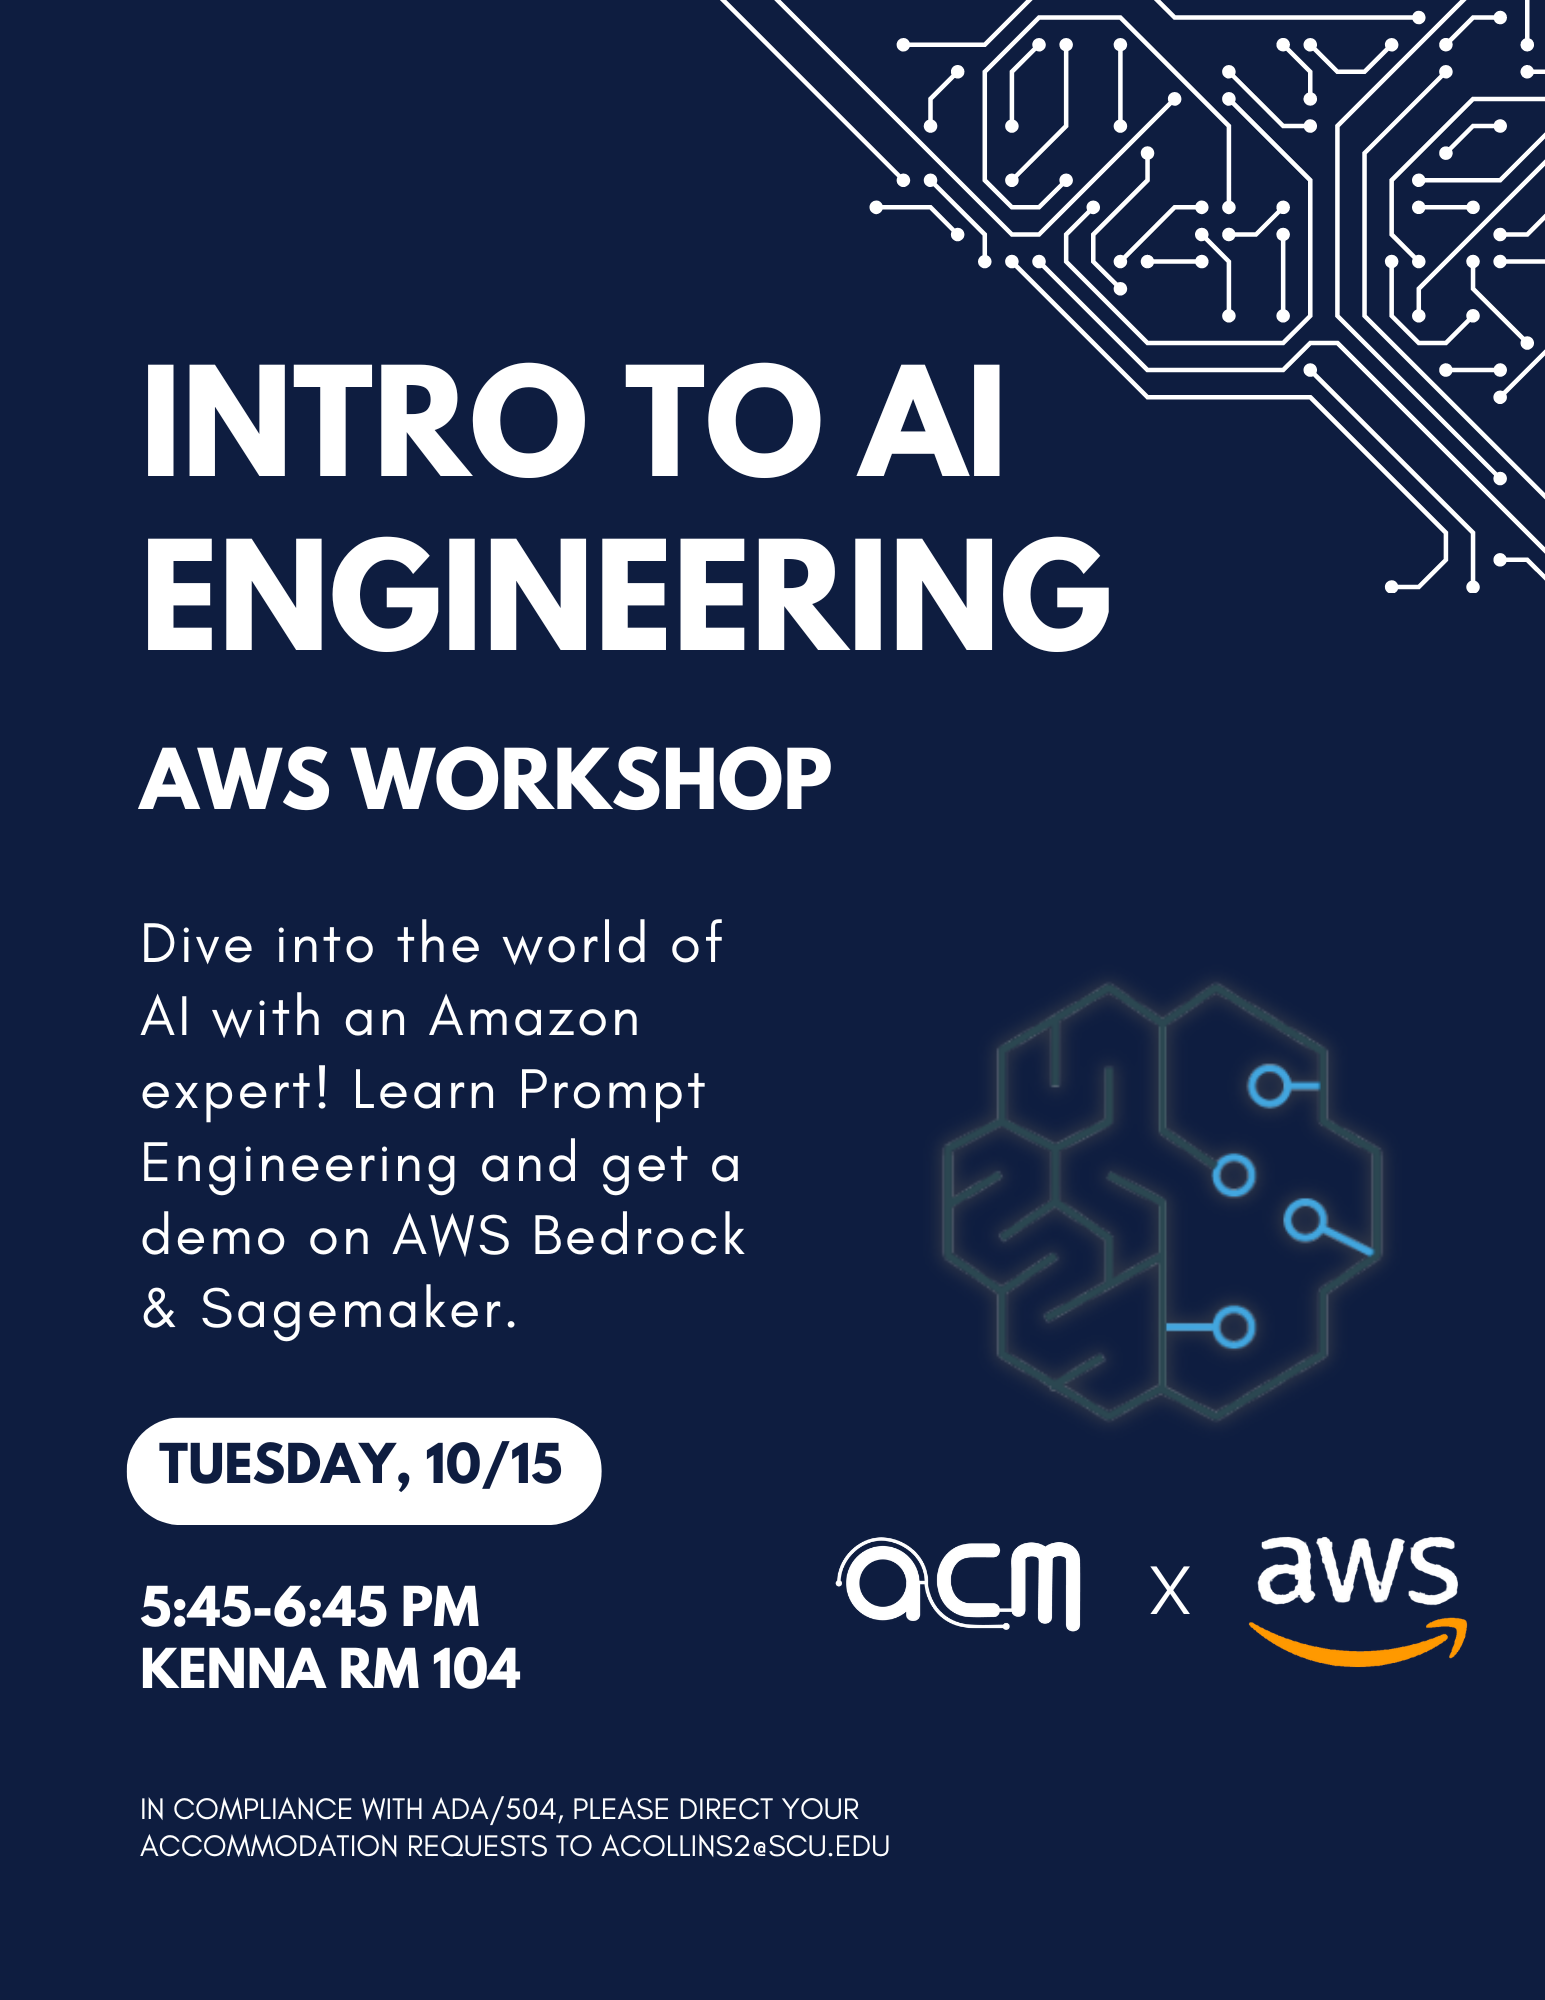 INTRO TO AI
ENGINEERING
AWS WORKSHOP
Dive into the world of
AI with an Amazon
expert! Learn Prompt
Engineering and get a
demo on AWS Bedrock
& Sagemaker.
TUESDAY, 10/15
5:45-6:45 PM
KENNA RM 104
acm X aws
IN COMPLIANCE WITH ADA/504, PLEASE DIRECT YOUR
ACCOMMODATION REQUESTS TO ACOLLINS2@SCU.EDU